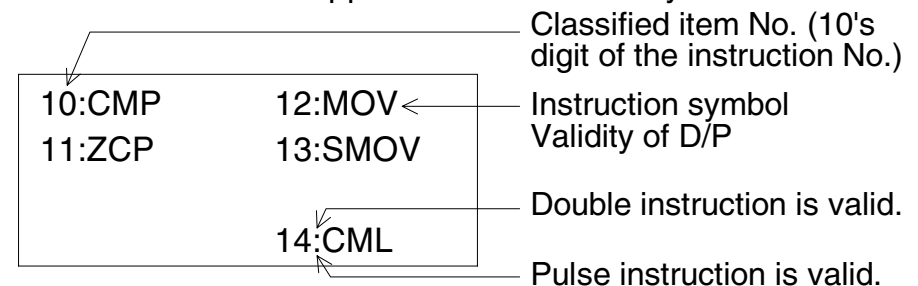 Classified item No. (10's
digit of the instruction No.)
10:CMP 12:MOV
Instruction symbol
Validity of D/P
11:ZCP 13:SMOV
Double instruction is valid.
14:CML
Pulse instruction is valid.